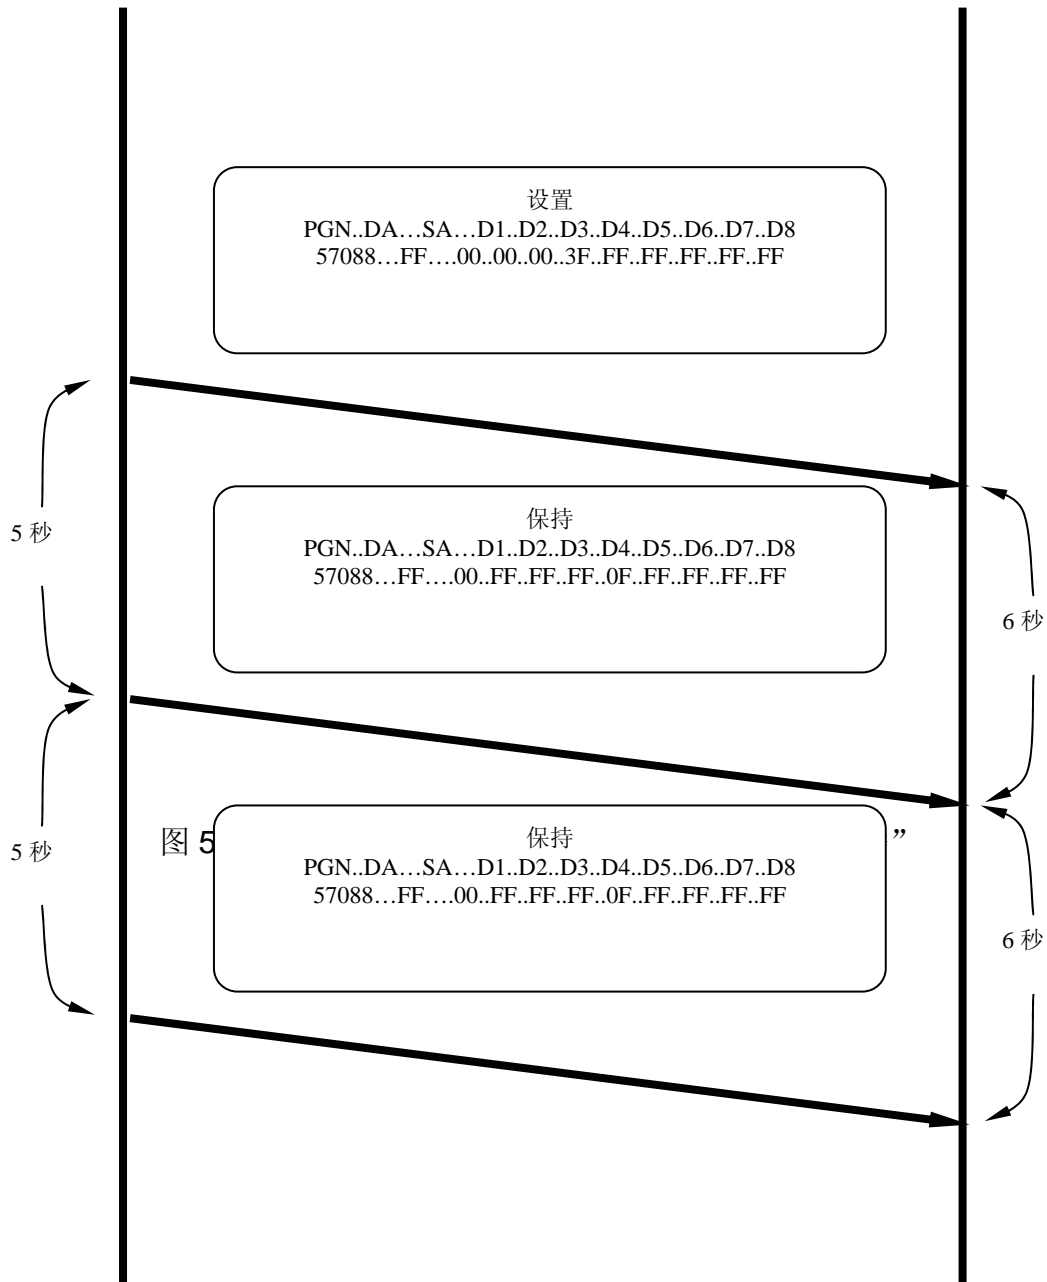 设置
PGN..DA…SA…D1..D2..D3..D4..D5..D6..D7..D8
57088…FF….00..00..00..3F..FF..FF..FF..FF..FF
5 秒
保持
PGN..DA…SA…D1..D2..D3..D4..D5..D6..D7..D8
57088…FF….00..FF..FF..FF..0F..FF..FF..FF..FF
6 秒
图 5
”
5 秒
保持
PGN..DA…SA…D1..D2..D3..D4..D5..D6..D7..D8
57088…FF….00..FF..FF..FF..0F..FF..FF..FF..FF
6 秒